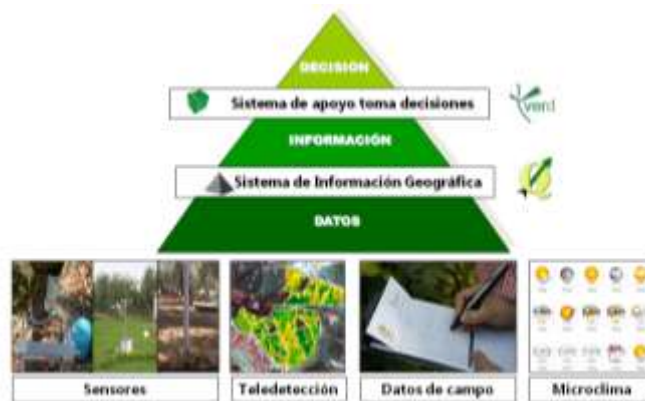 DECISION
Sistema de apoyo toma decisiones
INFORMACIÓN
Sistema de Información Geográfica
DATOS
Sensores
Teledetección
Datos de campo
Microclima